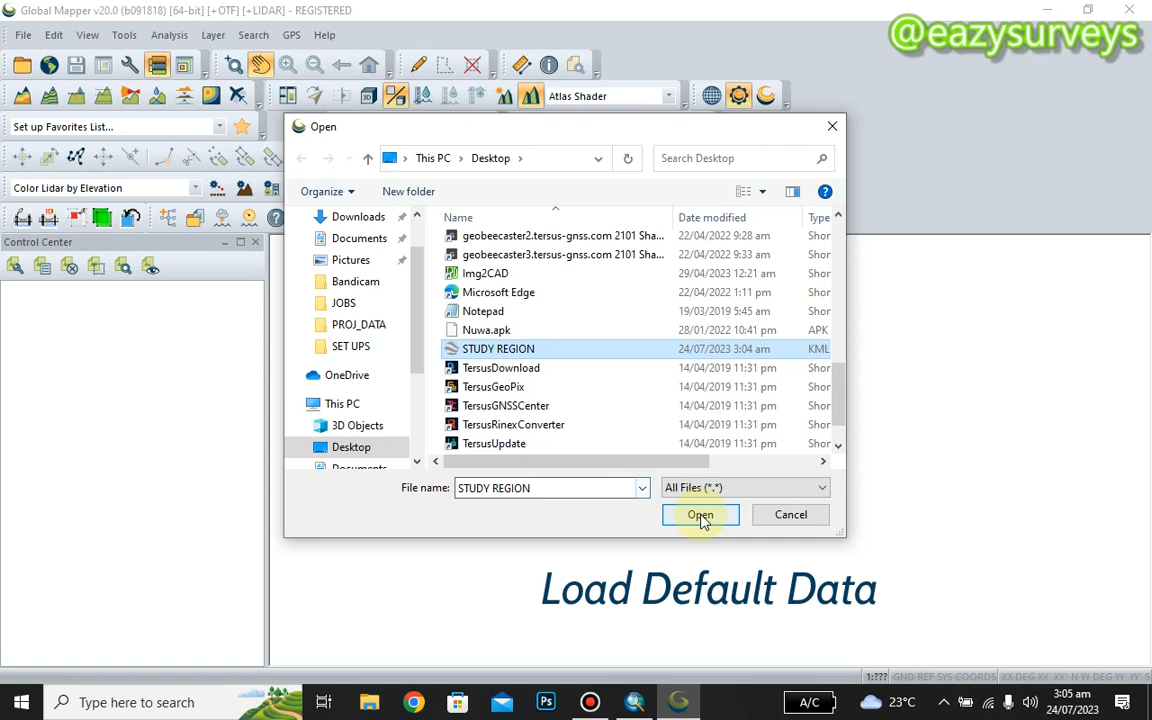 Global Mapper v20.0 (b091818) [64-bit] [+OTF] [+LIDAR] - REGISTERED
@eazysurveys
File Edit View Tools Analysis Layer Search GPS Help
Atlas Shader
Set up Favorites List...
Color Lidar by Elevation
Control Center
Open
This PC > Desktop >
Search Desktop
Organize
New folder
Downloads
Documents
Pictures
Bandicam
JOBS
PROJ_DATA
SET UPS
OneDrive
This PC
3D Objects
Desktop
Name Date modified Type
geobeecaster2.tersus-gnss.com 2101 Sha... 22/04/2022 9:28 am Shor
geobeecaster3.tersus-gnss.com 2101 Sha... 22/04/2022 9:33 am Shor
Img2CAD 29/04/2023 12:21 am Shor
Microsoft Edge 22/04/2022 1:11 pm Shor
Notepad 19/03/2019 5:45 am Shor
Nuwa.apk 28/01/2022 10:41 pm APK
STUDY REGION 24/07/2023 3:04 am KML
TersusDownload 14/04/2019 11:31 pm Shor
TersusGeoPix 14/04/2019 11:31 pm Shor
TersusGNSSCenter 14/04/2019 11:31 pm Shor
TersusRinexConverter 14/04/2019 11:31 pm Shor
TersusUpdate 14/04/2019 11:31 pm Shor
File name: STUDY REGION
All Files (*.*)
Open Cancel
Load Default Data
1:??? GND REF SYS COORDS
Type here to search
Ps
A/C
23°C
3:05 am
24/07/2023